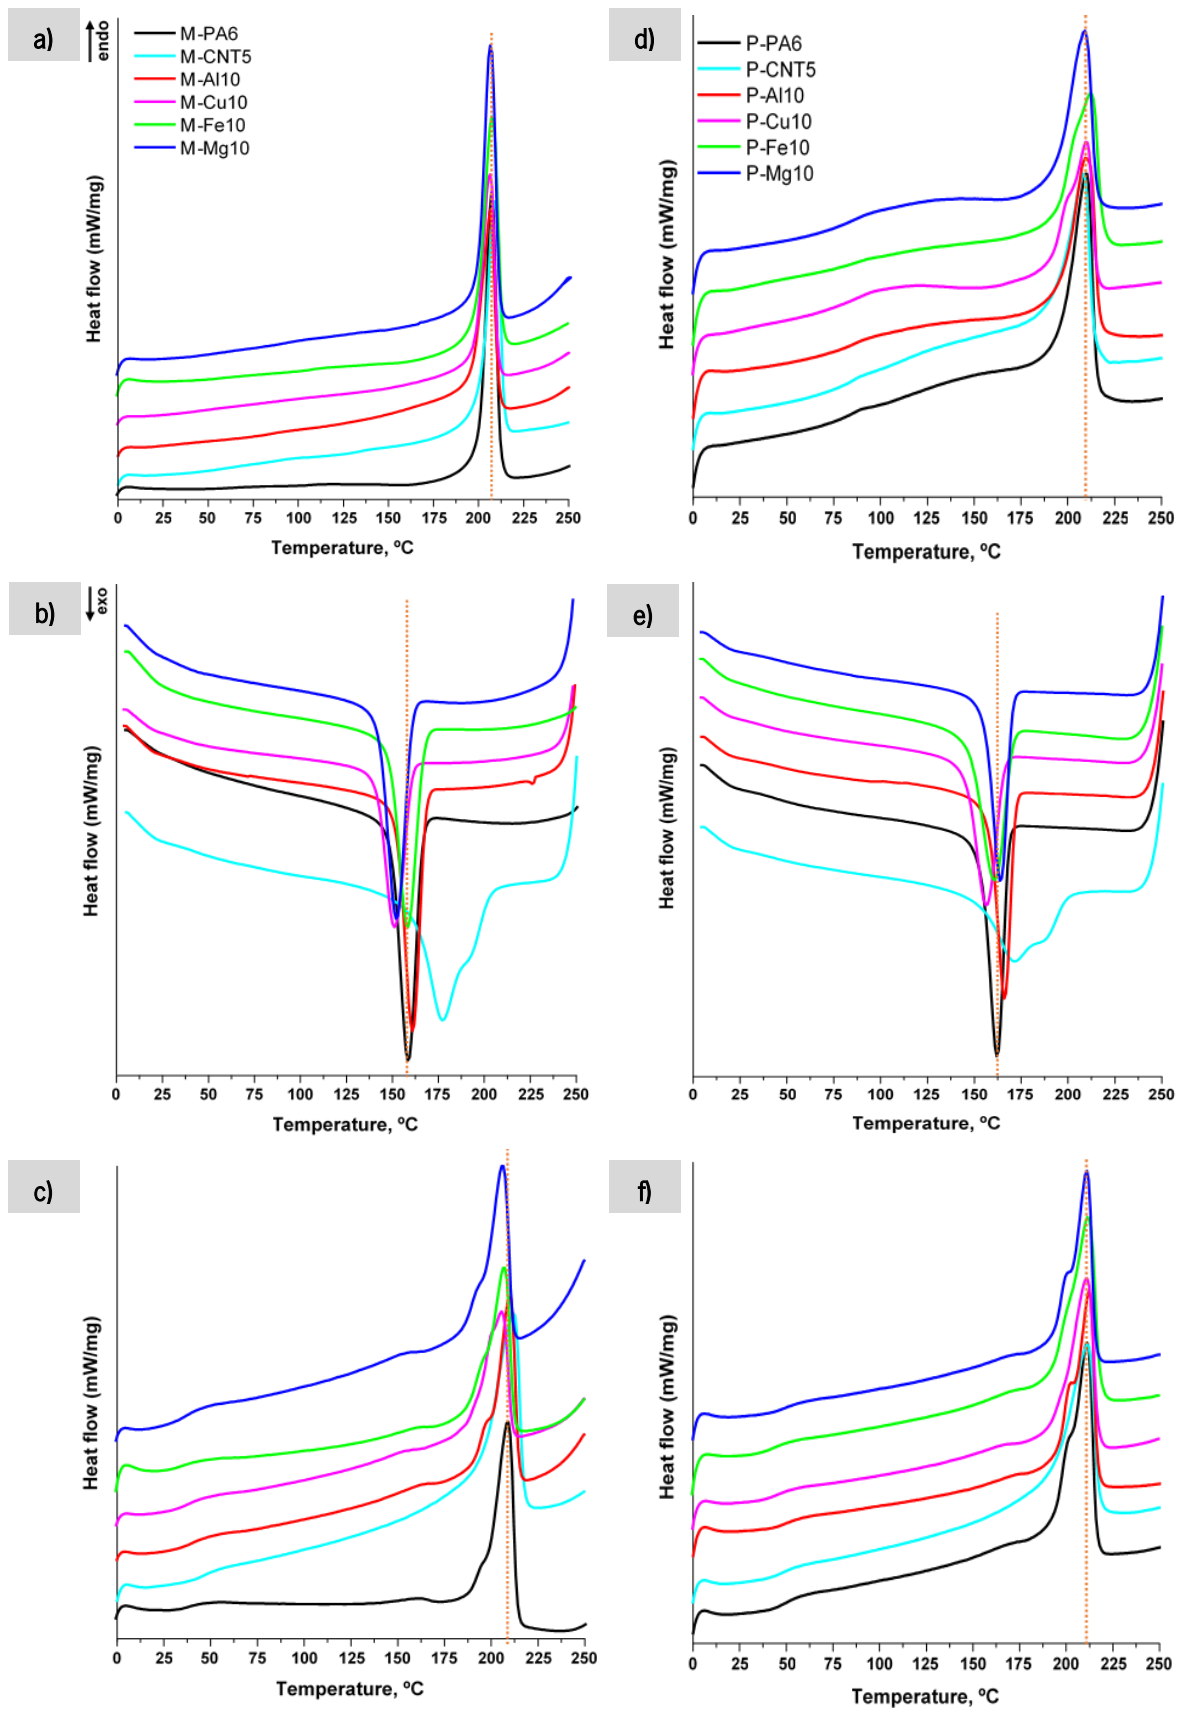 a)
endo
M-PA6
M-CNT5
M-Al10
M-Cu10
M-Fe10
M-Mg10
Heat flow (mW/mg)
0 25 50 75 100 125 150 175 200 225 250
Temperature, ºC
d)
P-PA6
P-CNT5
P-Al10
P-Cu10
P-Fe10
P-Mg10
Heat flow (mW/mg)
0 25 50 75 100 125 150 175 200 225 250
Temperature, ºC
b)
exo
Heat flow (mW/mg)
0 25 50 75 100 125 150 175 200 225 250
Temperature, ºC
e)
Heat flow (mW/mg)
0 25 50 75 100 125 150 175 200 225 250
Temperature, ºC
c)
Heat flow (mW/mg)
0 25 50 75 100 125 150 175 200 225 250
Temperature, ºC
f)
Heat flow (mW/mg)
0 25 50 75 100 125 150 175 200 225 250
Temperature, ºC